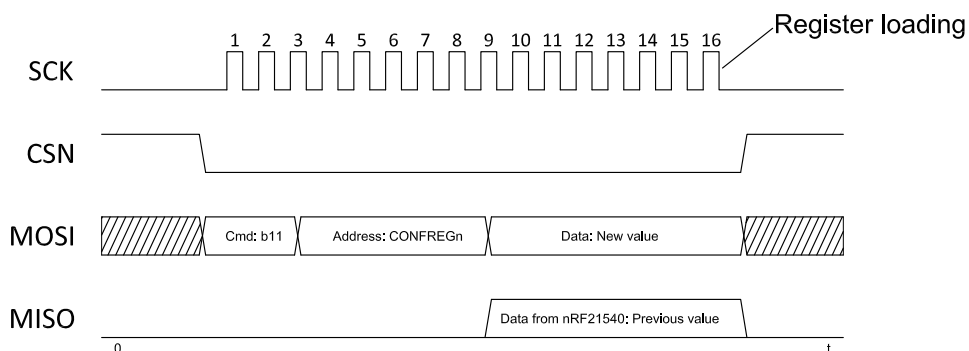 Register loading
1 2 3 4 5 6 7 8 9 10 11 12 13 14 15 16
SCK
CSN
MOSI
Cmd: b11
Address: CONFREGn
Data: New value
MISO
Data from nRF21540: Previous value
0
t